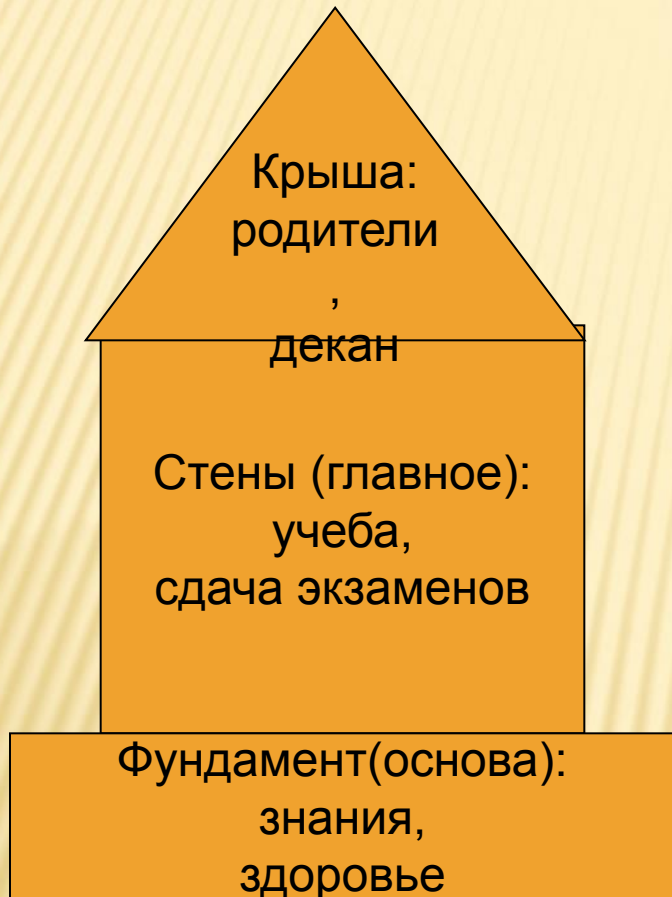 Крыша:
родители
,
декан
Стены (главное):
учеба,
сдача экзаменов
Фундамент(основа):
знания,
здоровье